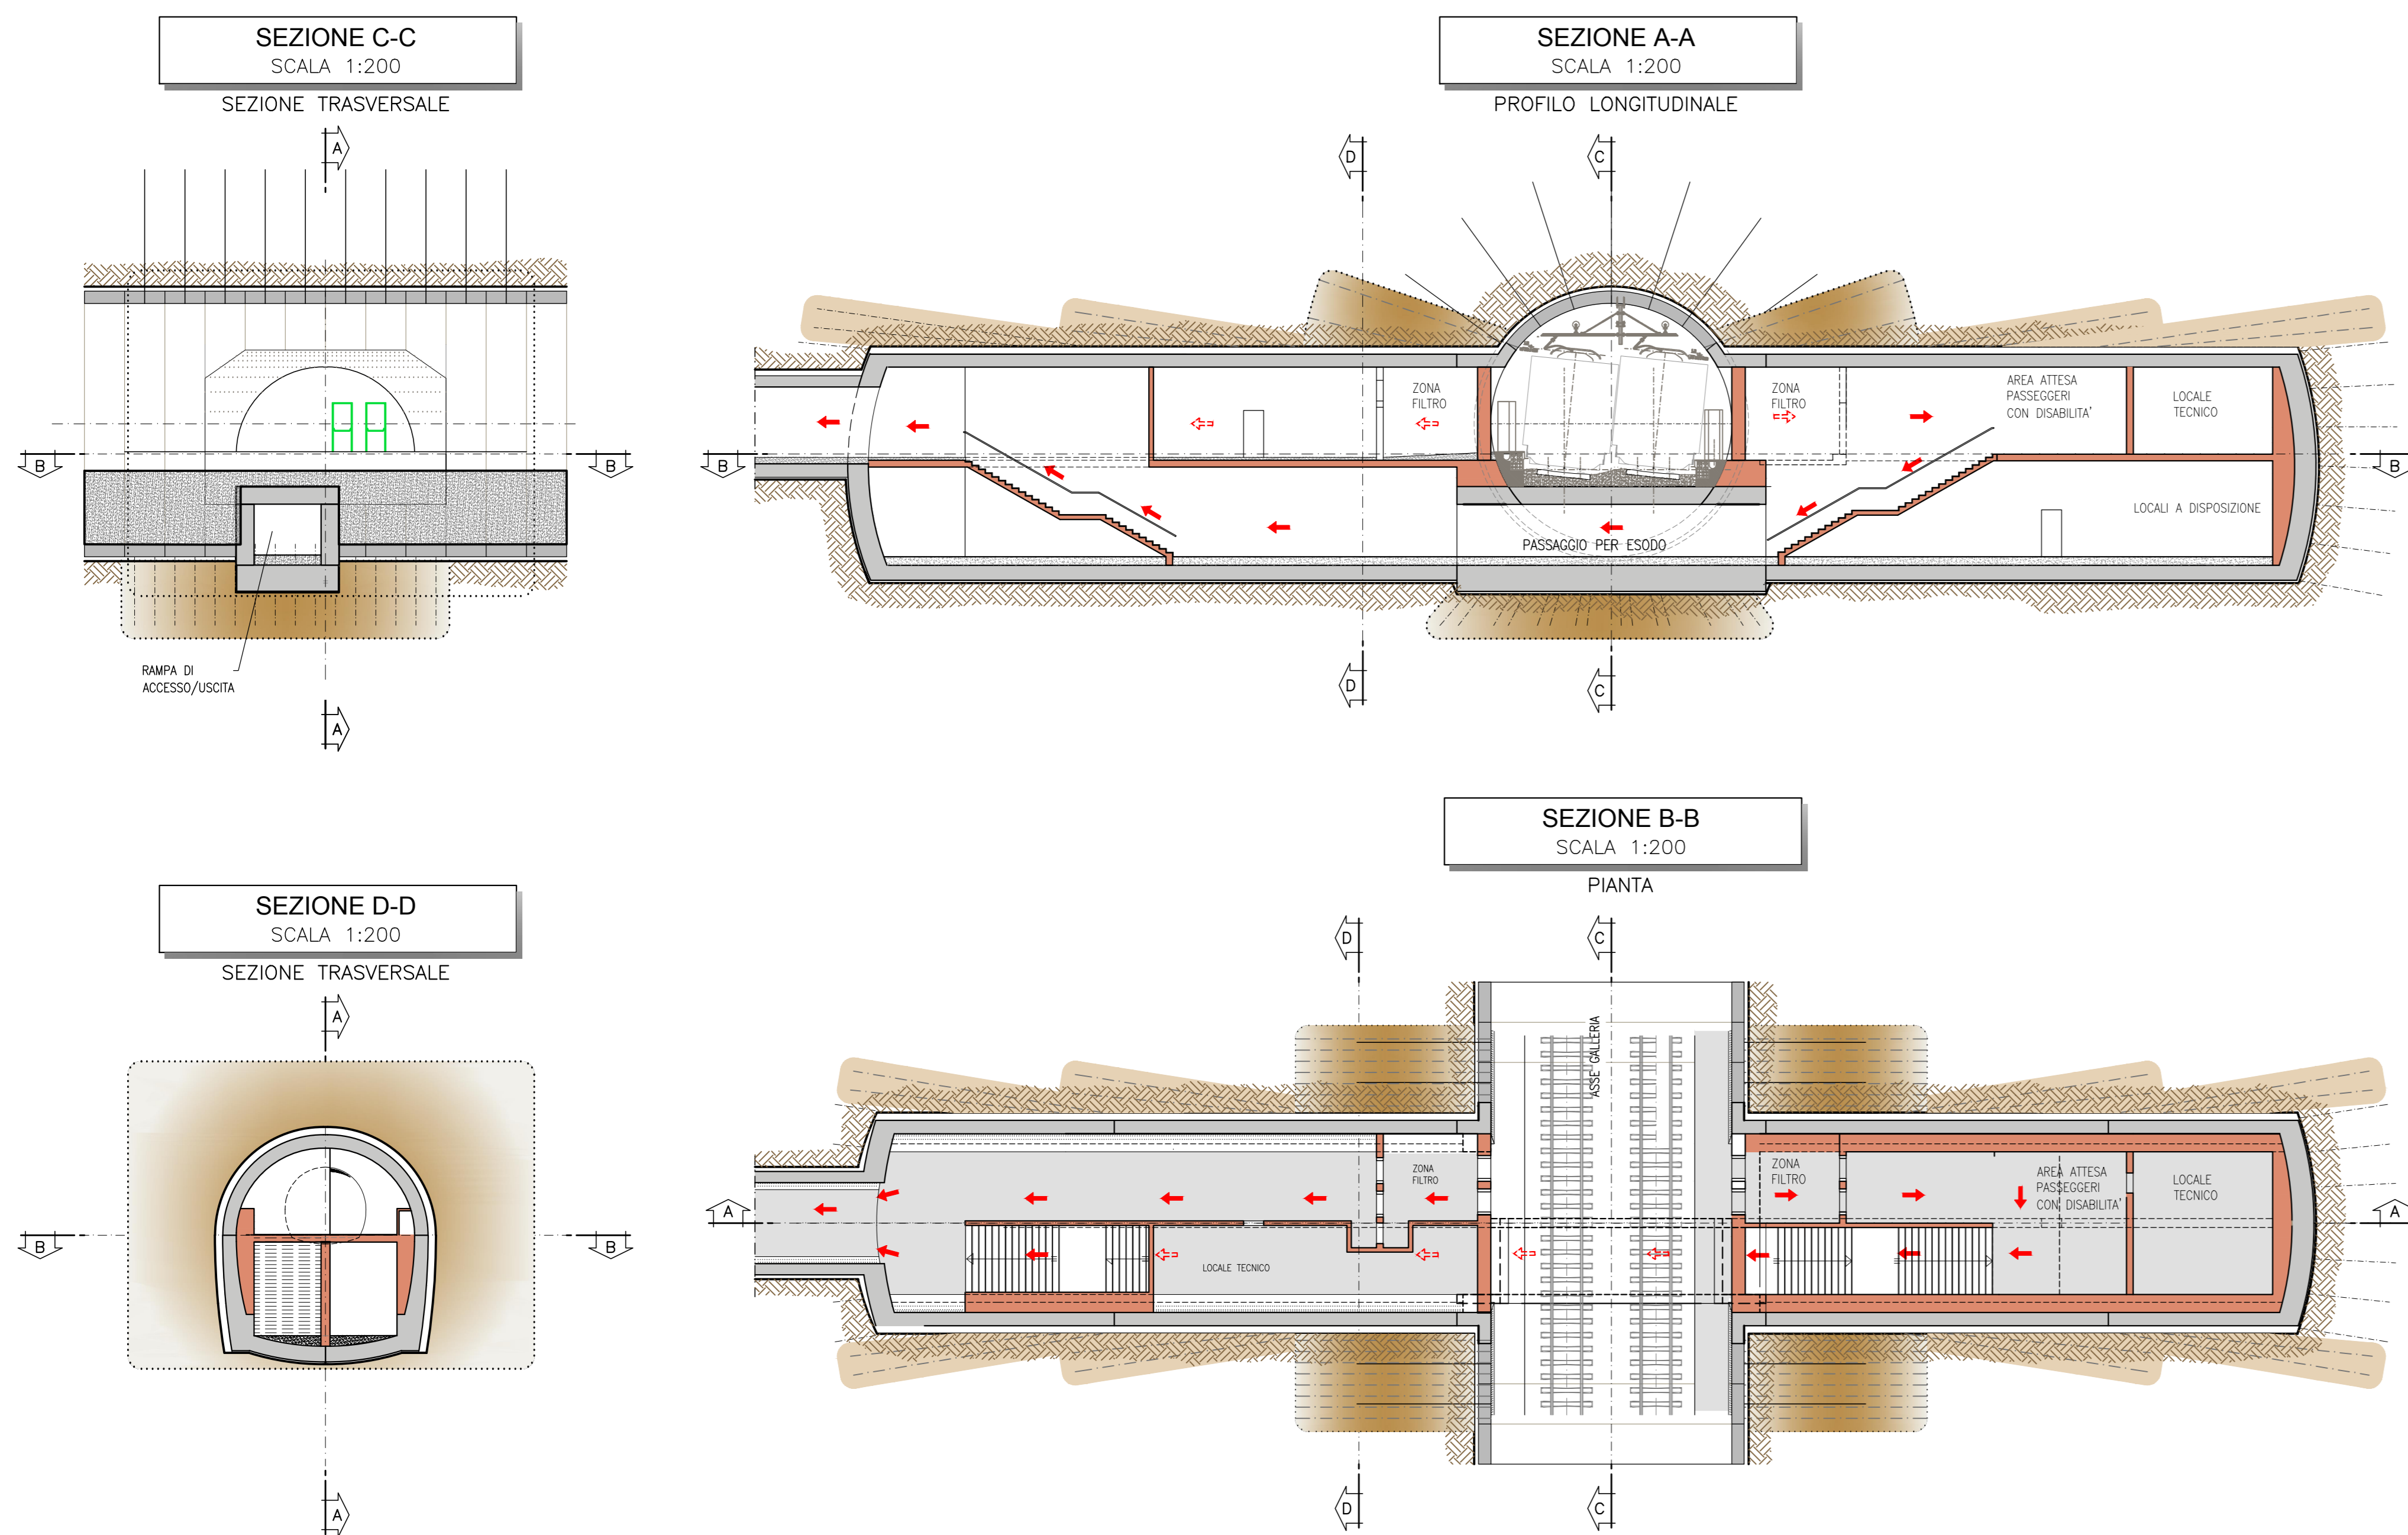 SEZIONE C-C
SCALA 1:200
SEZIONE TRASVERSALE
A
B
B
RAMPA DI
ACCESSO/USCITA
A
SEZIONE A-A
SCALA 1:200
PROFILO LONGITUDINALE
D
C
ZONA
FILTRO
ZONA
FILTRO
AREA ATTESA
PASSEGGERI
CON DISABILITA'
LOCALE
TECNICO
B
B
LOCALI A DISPOSIZIONE
PASSAGGIO PER ESODO
D
C
SEZIONE D-D
SCALA 1:200
SEZIONE TRASVERSALE
A
B
B
A
SEZIONE B-B
SCALA 1:200
PIANTA
D
C
ASSE GALLERIA
ZONA
FILTRO
ZONA
FILTRO
AREA ATTESA
PASSEGGERI
CON DISABILITA'
LOCALE
TECNICO
A
A
LOCALE TECNICO
D
C